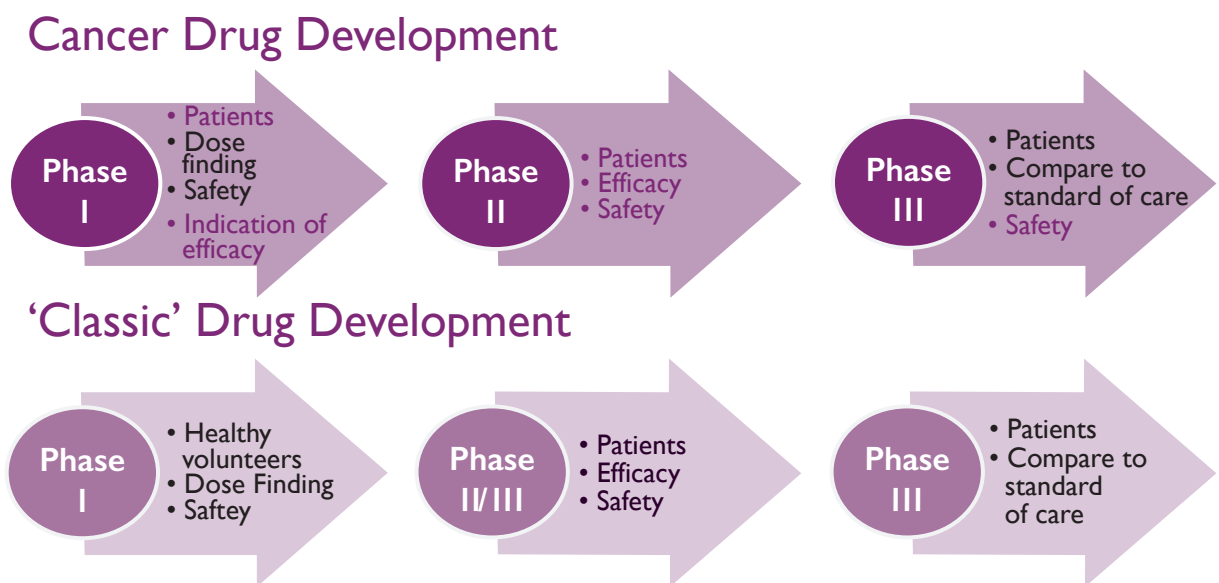 Cancer Drug Development
Phase
I
• Patients
• Dose
finding
• Safety
• Indication of
efficacy
Phase
II
• Patients
• Efficacy
• Safety
Phase
III
• Patients
• Compare to
standard of care
• Safety
‘Classic’ Drug Development
Phase
I
• Healthy
volunteers
• Dose Finding
• Saftey
Phase
II/III
• Patients
• Efficacy
• Safety
Phase
III
• Patients
• Compare to
standard
of care